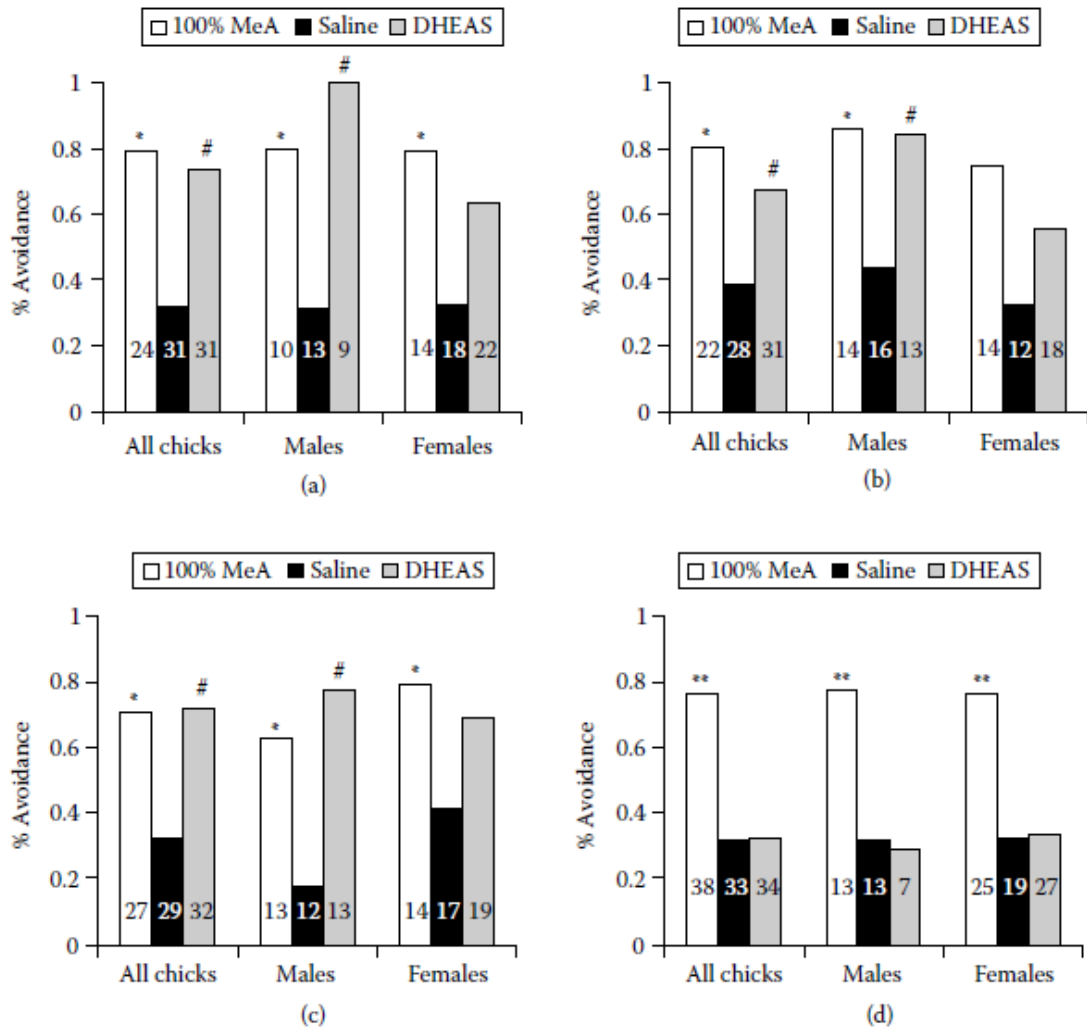 100% MeA Saline DHEAS
% Avoidance
1
0.8
0.6
0.4
0.2
0
* # * # *
24 31 31 10 13 9 14 18 22
All chicks Males Females
(a)
100% MeA Saline DHEAS
% Avoidance
1
0.8
0.6
0.4
0.2
0
* # * #
22 28 31 14 16 13 14 12 18
All chicks Males Females
(b)
100% MeA Saline DHEAS
% Avoidance
1
0.8
0.6
0.4
0.2
0
* # * # *
27 29 32 13 12 13 14 17 19
All chicks Males Females
(c)
100% MeA Saline DHEAS
% Avoidance
1
0.8
0.6
0.4
0.2
0
** ** **
38 33 34 13 13 7 25 19 27
All chicks Males Females
(d)